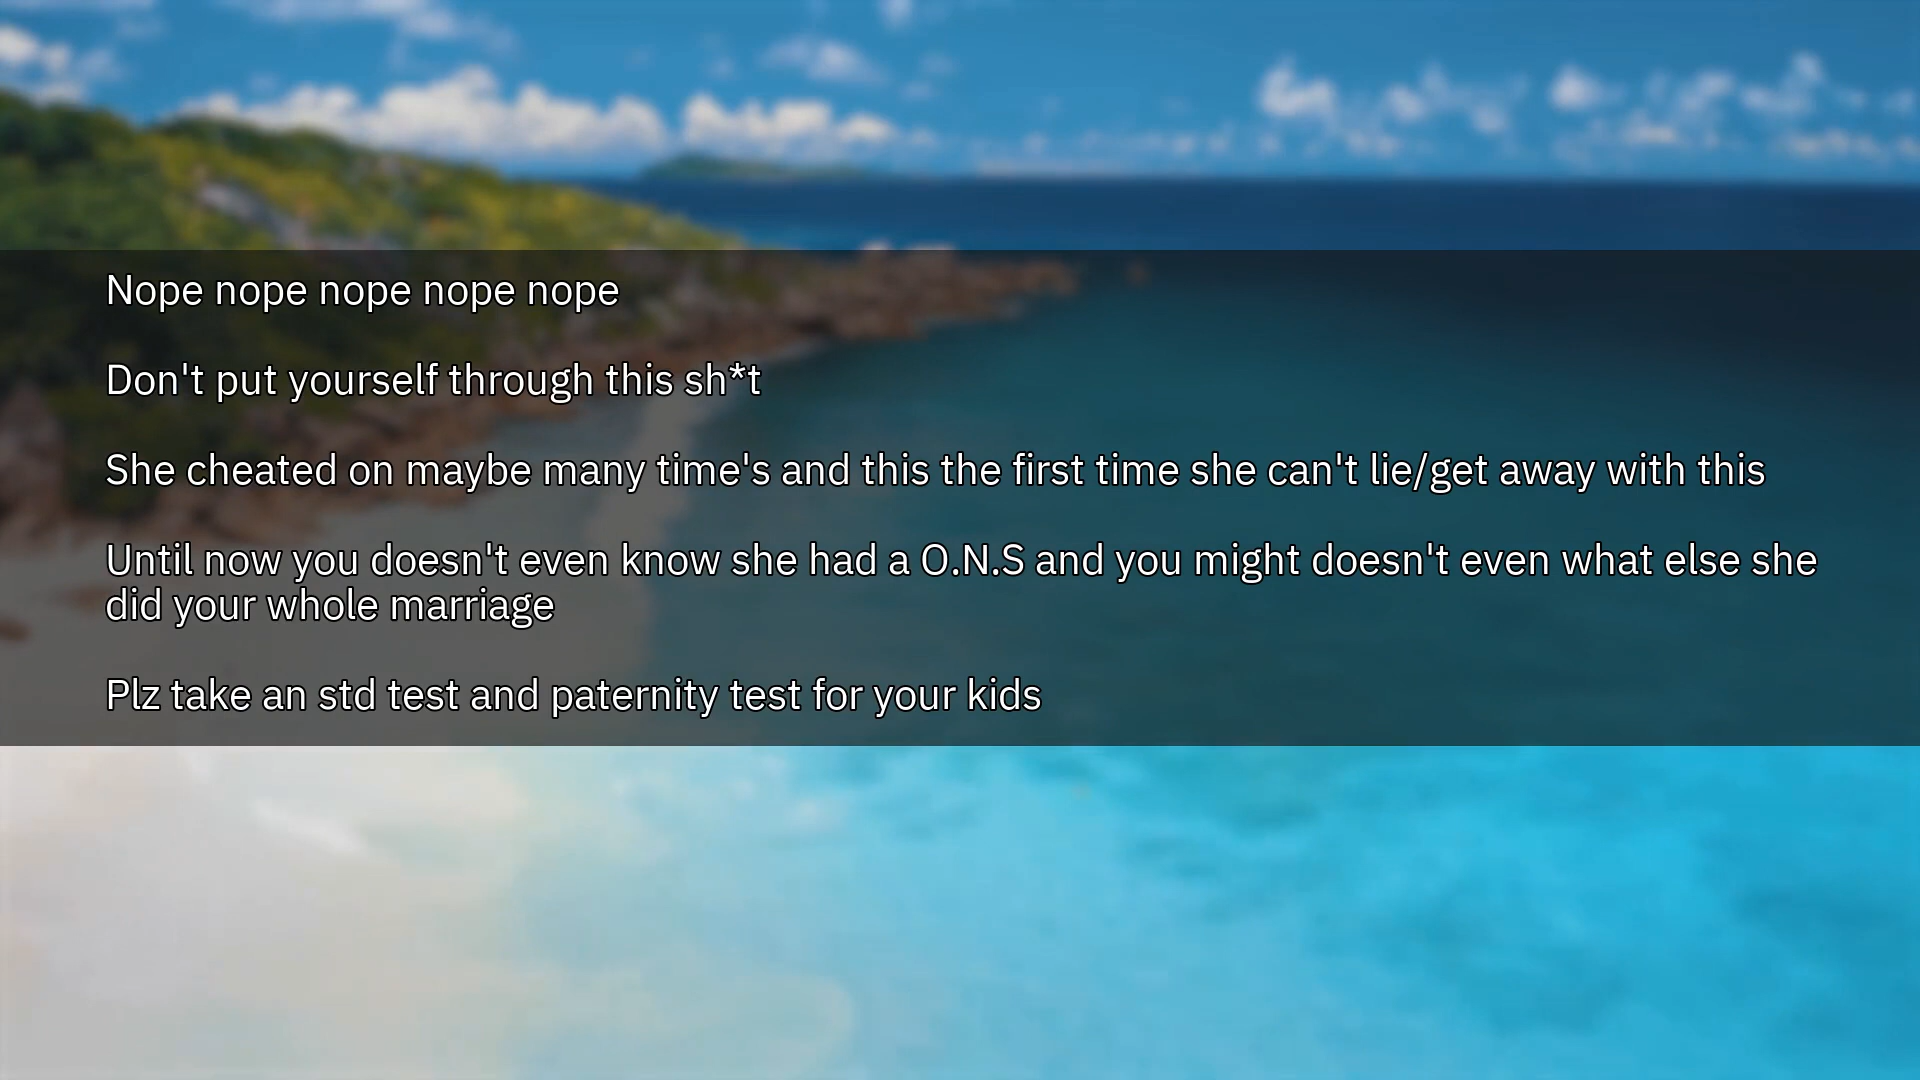 Nope nope nope nope nope
Don't put yourself through this sh*t
She cheated on maybe many time's and this the first time she can't lie/get away with this
Until now you doesn't even know she had a O.N.S and you might doesn't even what else she
did your whole marriage
Plz take an std test and paternity test for your kids